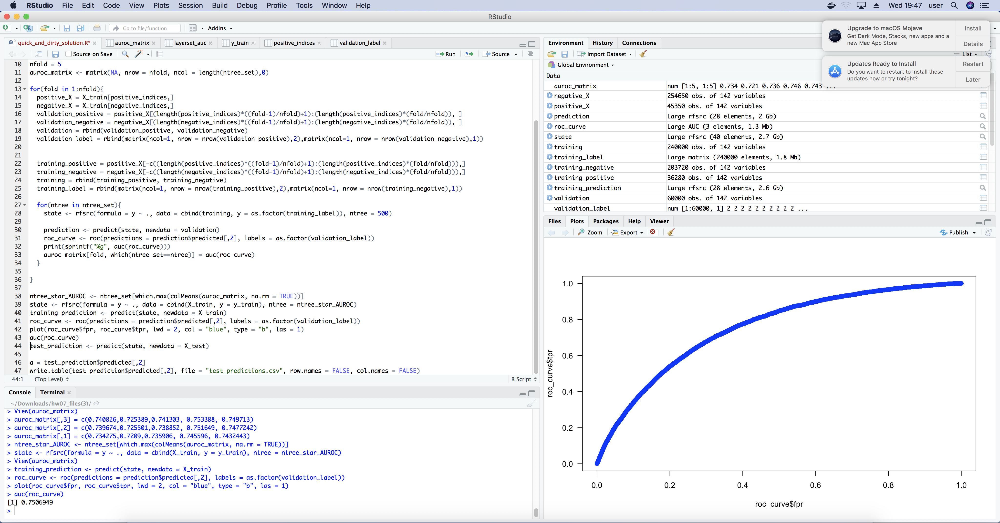 RStudio File Edit Code View Plots Session Build Debug Profile Tools Window Help
Wed 19:47 user
RStudio
Go to file/function
Addins
quick_and_dirty_solution.R*
auroc_matrix
layerset_auc
y_train
positive_indices
validation_label
Source on Save
Run
Source
10 nfold = 5
11 auroc_matrix <- matrix(NA, nrow = nfold, ncol = length(ntree_set),0)
12
13 for(fold in 1:nfold){
14 positive_X = X_train[positive_indices,]
15 negative_X = X_train[negative_indices,]
16 validation_positive = positive_X[(length(positive_indices)*((fold-1)/nfold)+1):(length(positive_indices)*(fold/nfold)), ]
17 validation_negative = negative_X[(length(negative_indices)*((fold-1)/nfold)+1):(length(negative_indices)*(fold/nfold)), ]
18 validation = rbind(validation_positive, validation_negative)
19 validation_label = rbind(matrix(ncol=1, nrow = nrow(validation_positive),2),matrix(ncol=1, nrow = nrow(validation_negative),1))
20
21
22 training_positive = positive_X[-c((length(positive_indices)*((fold-1)/nfold)+1):(length(positive_indices)*(fold/nfold))),]
23 training_negative = negative_X[-c((length(negative_indices)*((fold-1)/nfold)+1):(length(negative_indices)*(fold/nfold))),]
24 training = rbind(training_positive, training_negative)
25 training_label = rbind(matrix(ncol=1, nrow = nrow(training_positive),2),matrix(ncol=1, nrow = nrow(training_negative),1))
26
27 for(ntree in ntree_set){
28 state <- rfsrc(formula = y ~ ., data = cbind(training, y = as.factor(training_label)), ntree = 500)
29
30 prediction <- predict(state, newdata = validation)
31 roc_curve <- roc(predictions = prediction$predicted[,2], labels = as.factor(validation_label))
32 print(sprintf("%g", auc(roc_curve)))
33 auroc_matrix[fold, which(ntree_set==ntree)] = auc(roc_curve)
34 }
35
36 }
37
38 ntree_star_AUROC <- ntree_set[which.max(colMeans(auroc_matrix, na.rm = TRUE))]
39 state <- rfsrc(formula = y ~ ., data = cbind(X_train, y = y_train), ntree = ntree_star_AUROC)
40 training_prediction <- predict(state, newdata = X_train)
41 roc_curve <- roc(predictions = prediction$predicted[,2], labels = as.factor(validation_label))
42 plot(roc_curve$fpr, roc_curve$tpr, lwd = 2, col = "blue", type = "b", las = 1)
43 auc(roc_curve)
44 test_prediction <- predict(state, newdata = X_test)
45
46 a = test_prediction$predicted[,2]
47 write.table(test_prediction$predicted[,2], file = "test_predictions.csv", row.names = FALSE, col.names = FALSE)
44:1 (Top Level) R Script
Console Terminal
~/Downloads/hw07_files(3)/
> View(auroc_matrix)
> auroc_matrix[,3] = c(0.740826,0.725389,0.741303, 0.753388, 0.749713)
> auroc_matrix[,2] = c(0.739674,0.725501,0.738852, 0.751649, 0.7477242)
> auroc_matrix[,1] = c(0.734275,0.7209,0.735906, 0.745596, 0.7432443)
> ntree_star_AUROC <- ntree_set[which.max(colMeans(auroc_matrix, na.rm = TRUE))]
> state <- rfsrc(formula = y ~ ., data = cbind(X_train, y = y_train), ntree = ntree_star_AUROC)
> View(auroc_matrix)
> training_prediction <- predict(state, newdata = X_train)
> roc_curve <- roc(predictions = prediction$predicted[,2], labels = as.factor(validation_label))
> plot(roc_curve$fpr, roc_curve$tpr, lwd = 2, col = "blue", type = "b", las = 1)
> auc(roc_curve)
[1] 0.7506949
>
Environment History Connections
Import Dataset
List
Global Environment
Data
auroc_matrix num [1:5, 1:5] 0.734 0.721 0.736 0.746 0.743 ...
negative_X 254650 obs. of 142 variables
positive_X 45350 obs. of 142 variables
prediction Large rfsrc (28 elements, 2 Gb)
roc_curve Large AUC (3 elements, 1.3 Mb)
state Large rfsrc (40 elements, 2.7 Gb)
training 240000 obs. of 142 variables
training_label Large matrix (240000 elements, 1.8 Mb)
training_negative 203720 obs. of 142 variables
training_positive 36280 obs. of 142 variables
training_prediction Large rfsrc (28 elements, 2.6 Gb)
validation 60000 obs. of 142 variables
validation_label num [1:60000, 1] 2 2 2 2 2 2 2 2 2 2 ...
Upgrade to macOS Mojave
Get Dark Mode, Stacks, new apps and a
new Mac App Store
Install
Details
Updates Ready to Install
Do you want to restart to install these
updates now or try tonight?
Restart
Later
Files Plots Packages Help Viewer
Zoom Export Publish
1.0
0.8
0.6
0.4
0.2
0.0
roc_curve$tpr
0.0 0.2 0.4 0.6 0.8 1.0
roc_curve$fpr